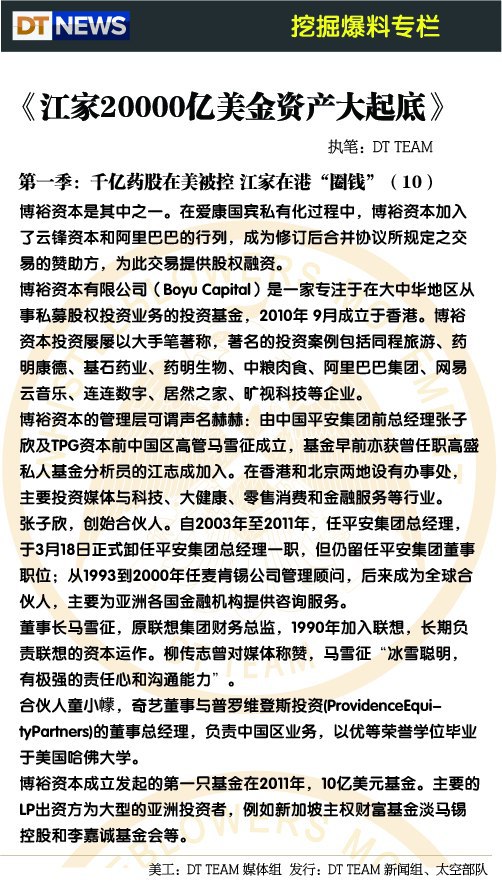 DT NEWS 挖掘爆料专栏
《江家20000亿美金资产大起底》
执笔：DT TEAM
第一季：千亿药股在美被控 江家在港“圈钱”（10）
博裕资本是其中之一。在爱康国宾私有化过程中，博裕资本加入
了云锋资本和阿里巴巴的行列，成为修订后合并协议所规定之交
易的赞助方，为此交易提供股权融资。
博裕资本有限公司（Boyu Capital）是一家专注于在大中华地区从
事私募股权投资业务的投资基金，2010年 9月成立于香港。博裕
资本投资屡屡以大手笔著称，著名的投资案例包括同程旅游、药
明康德、基石药业、药明生物、中粮肉食、阿里巴巴集团、网易
云音乐、连连数字、居然之家、旷视科技等企业。
博裕资本的管理层可谓声名赫赫：由中国平安集团前总经理张子
欣及TPG资本前中国区高管马雪征成立，基金早前亦获曾任职高盛
私人基金分析员的江志成加入。在香港和北京两地设有办事处，
主要投资媒体与科技、大健康、零售消费和金融服务等行业。
张子欣，创始合伙人。自2003年至2011年，任平安集团总经理，
于3月18日正式卸任平安集团总经理一职，但仍留任平安集团董事
职位；从1993到2000年任麦肯锡公司管理顾问，后来成为全球合
伙人，主要为亚洲各国金融机构提供咨询服务。
董事长马雪征，原联想集团财务总监，1990年加入联想，长期负
责联想的资本运作。柳传志曾对媒体称赞，马雪征“冰雪聪明，
有极强的责任心和沟通能力”。
合伙人童小幪，奇艺董事与普罗维登斯投资(ProvidenceEqui-
tyPartners)的董事总经理，负责中国区业务，以优等荣誉学位毕业
于美国哈佛大学。
博裕资本成立发起的第一只基金在2011年，10亿美元基金。主要的
LP出资方为大型的亚洲投资者，例如新加坡主权财富基金淡马锡
控股和李嘉诚基金会等。
美工：DT TEAM 媒体组 发行：DT TEAM 新闻组、太空部队